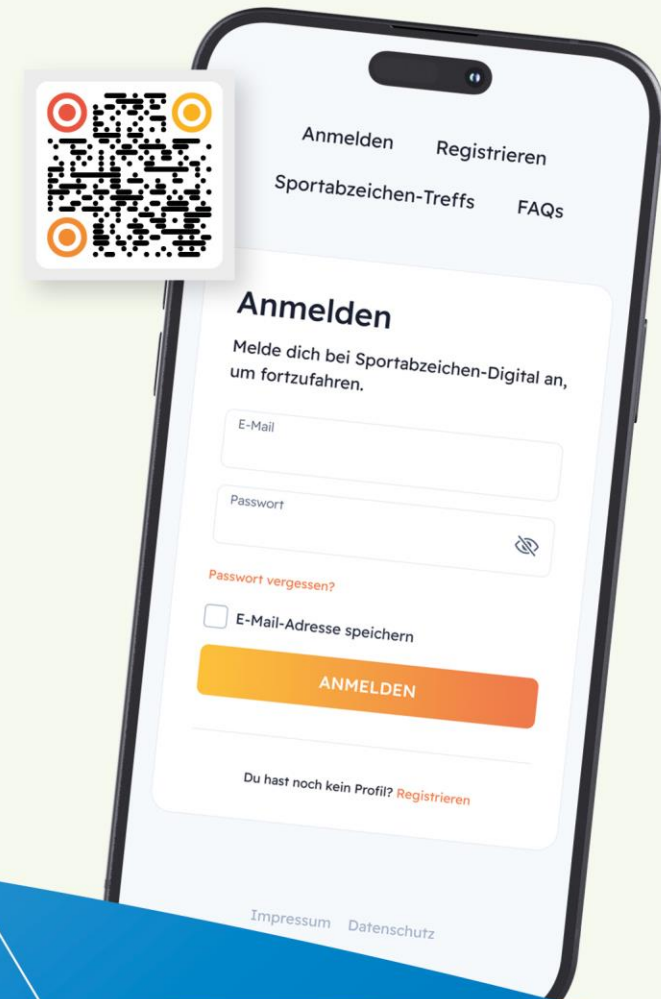 Anmelden Registrieren
Sportabzeichen-Treffs FAQs
Anmelden
Melde dich bei Sportabzeichen-Digital an,
um fortzufahren.
E-Mail
Passwort
Passwort vergessen?
E-Mail-Adresse speichern
ANMELDEN
Du hast noch kein Profil? Registrieren
Impressum Datenschutz